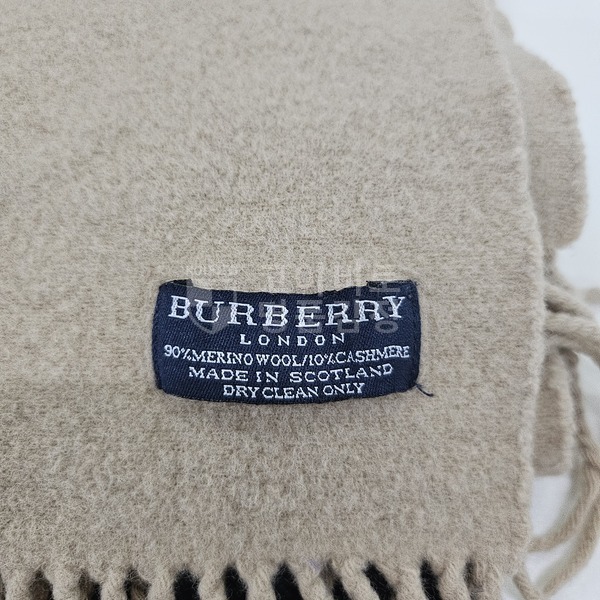 BURBERRY
LONDON
90%MERINO WOOL/10%CASHMERE
MADE IN SCOTLAND
DRY CLEAN ONLY